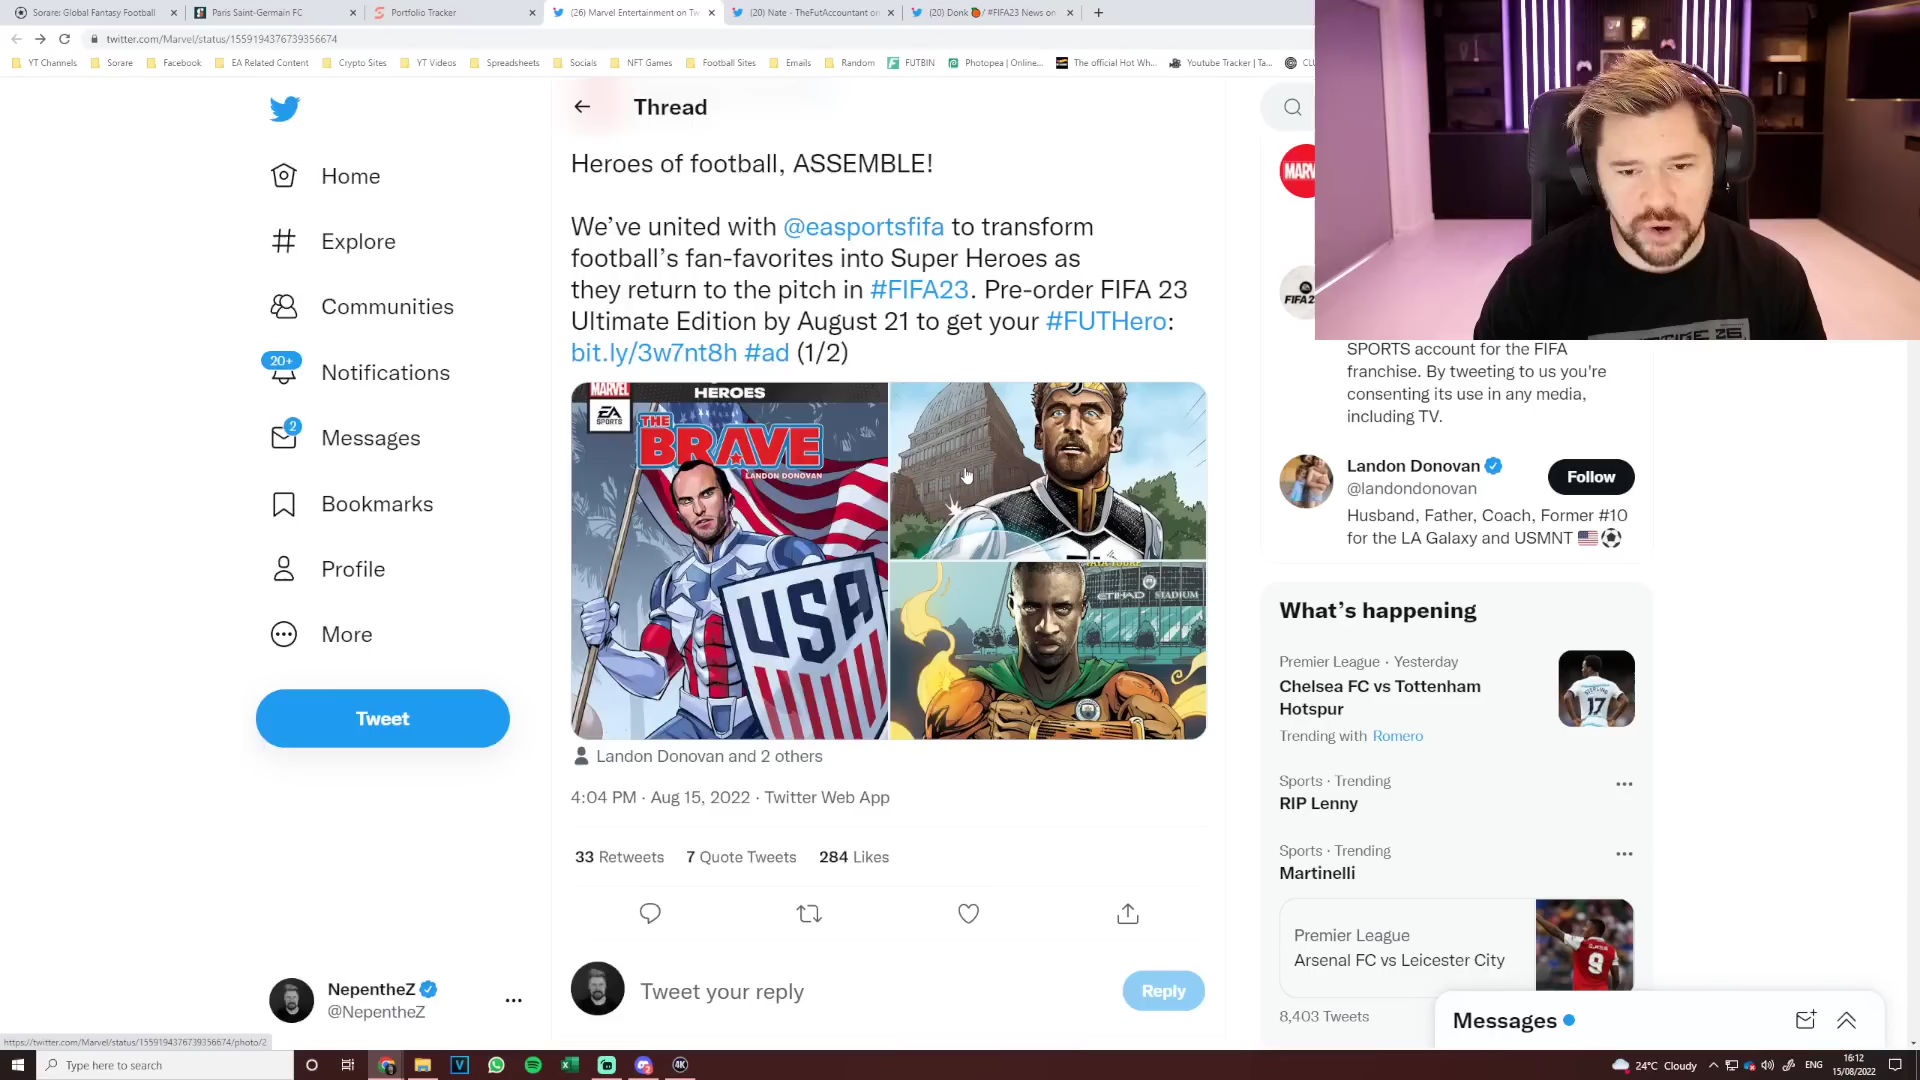 Sorare: Global Fantasy Football
Paris Saint-Germain FC
Portfolio Tracker
(26) Marvel Entertainment on Tw
(20) Nate - TheFutAccountant on
(20) Donk / #FIFA23 News on
twitter.com/Marvel/status/1559194376739356674
YT Channels
Sorare
Facebook
EA Related Content
Crypto Sites
YT Videos
Spreadsheets
Socials
NFT Games
Football Sites
Emails
Random
FUTBIN
Photopea | Online...
The official Hot Wh...
Youtube Tracker | Ta...
Home
Explore
Communities
20+
Notifications
2
Messages
Bookmarks
Profile
More
Tweet
NepentheZ
@NepentheZ
Thread
Heroes of football, ASSEMBLE!
We’ve united with @easportsfifa to transform
football’s fan-favorites into Super Heroes as
they return to the pitch in #FIFA23. Pre-order FIFA 23
Ultimate Edition by August 21 to get your #FUTHero:
bit.ly/3w7nt8h #ad (1/2)
MARVEL
HEROES
EA
SPORTS
THE
BRAVE
LANDON DONOVAN
USA
YAYA TOURE
ETIHAD STADIUM
Landon Donovan and 2 others
4:04 PM · Aug 15, 2022 · Twitter Web App
33 Retweets 7 Quote Tweets 284 Likes
Tweet your reply
Reply
FIFA 2
SPORTS account for the FIFA
franchise. By tweeting to us you're
consenting its use in any media,
including TV.
Landon Donovan
@landondonovan
Follow
Husband, Father, Coach, Former #10
for the LA Galaxy and USMNT
What’s happening
Premier League · Yesterday
Chelsea FC vs Tottenham
Hotspur
Trending with Romero
STERLING
17
Sports · Trending
RIP Lenny
Sports · Trending
Martinelli
Premier League
Arsenal FC vs Leicester City
9
8,403 Tweets
Messages
https://twitter.com/Marvel/status/1559194376739356674/photo/2
Type here to search
V
4K
24°C Cloudy
ENG
16:12
15/08/2022